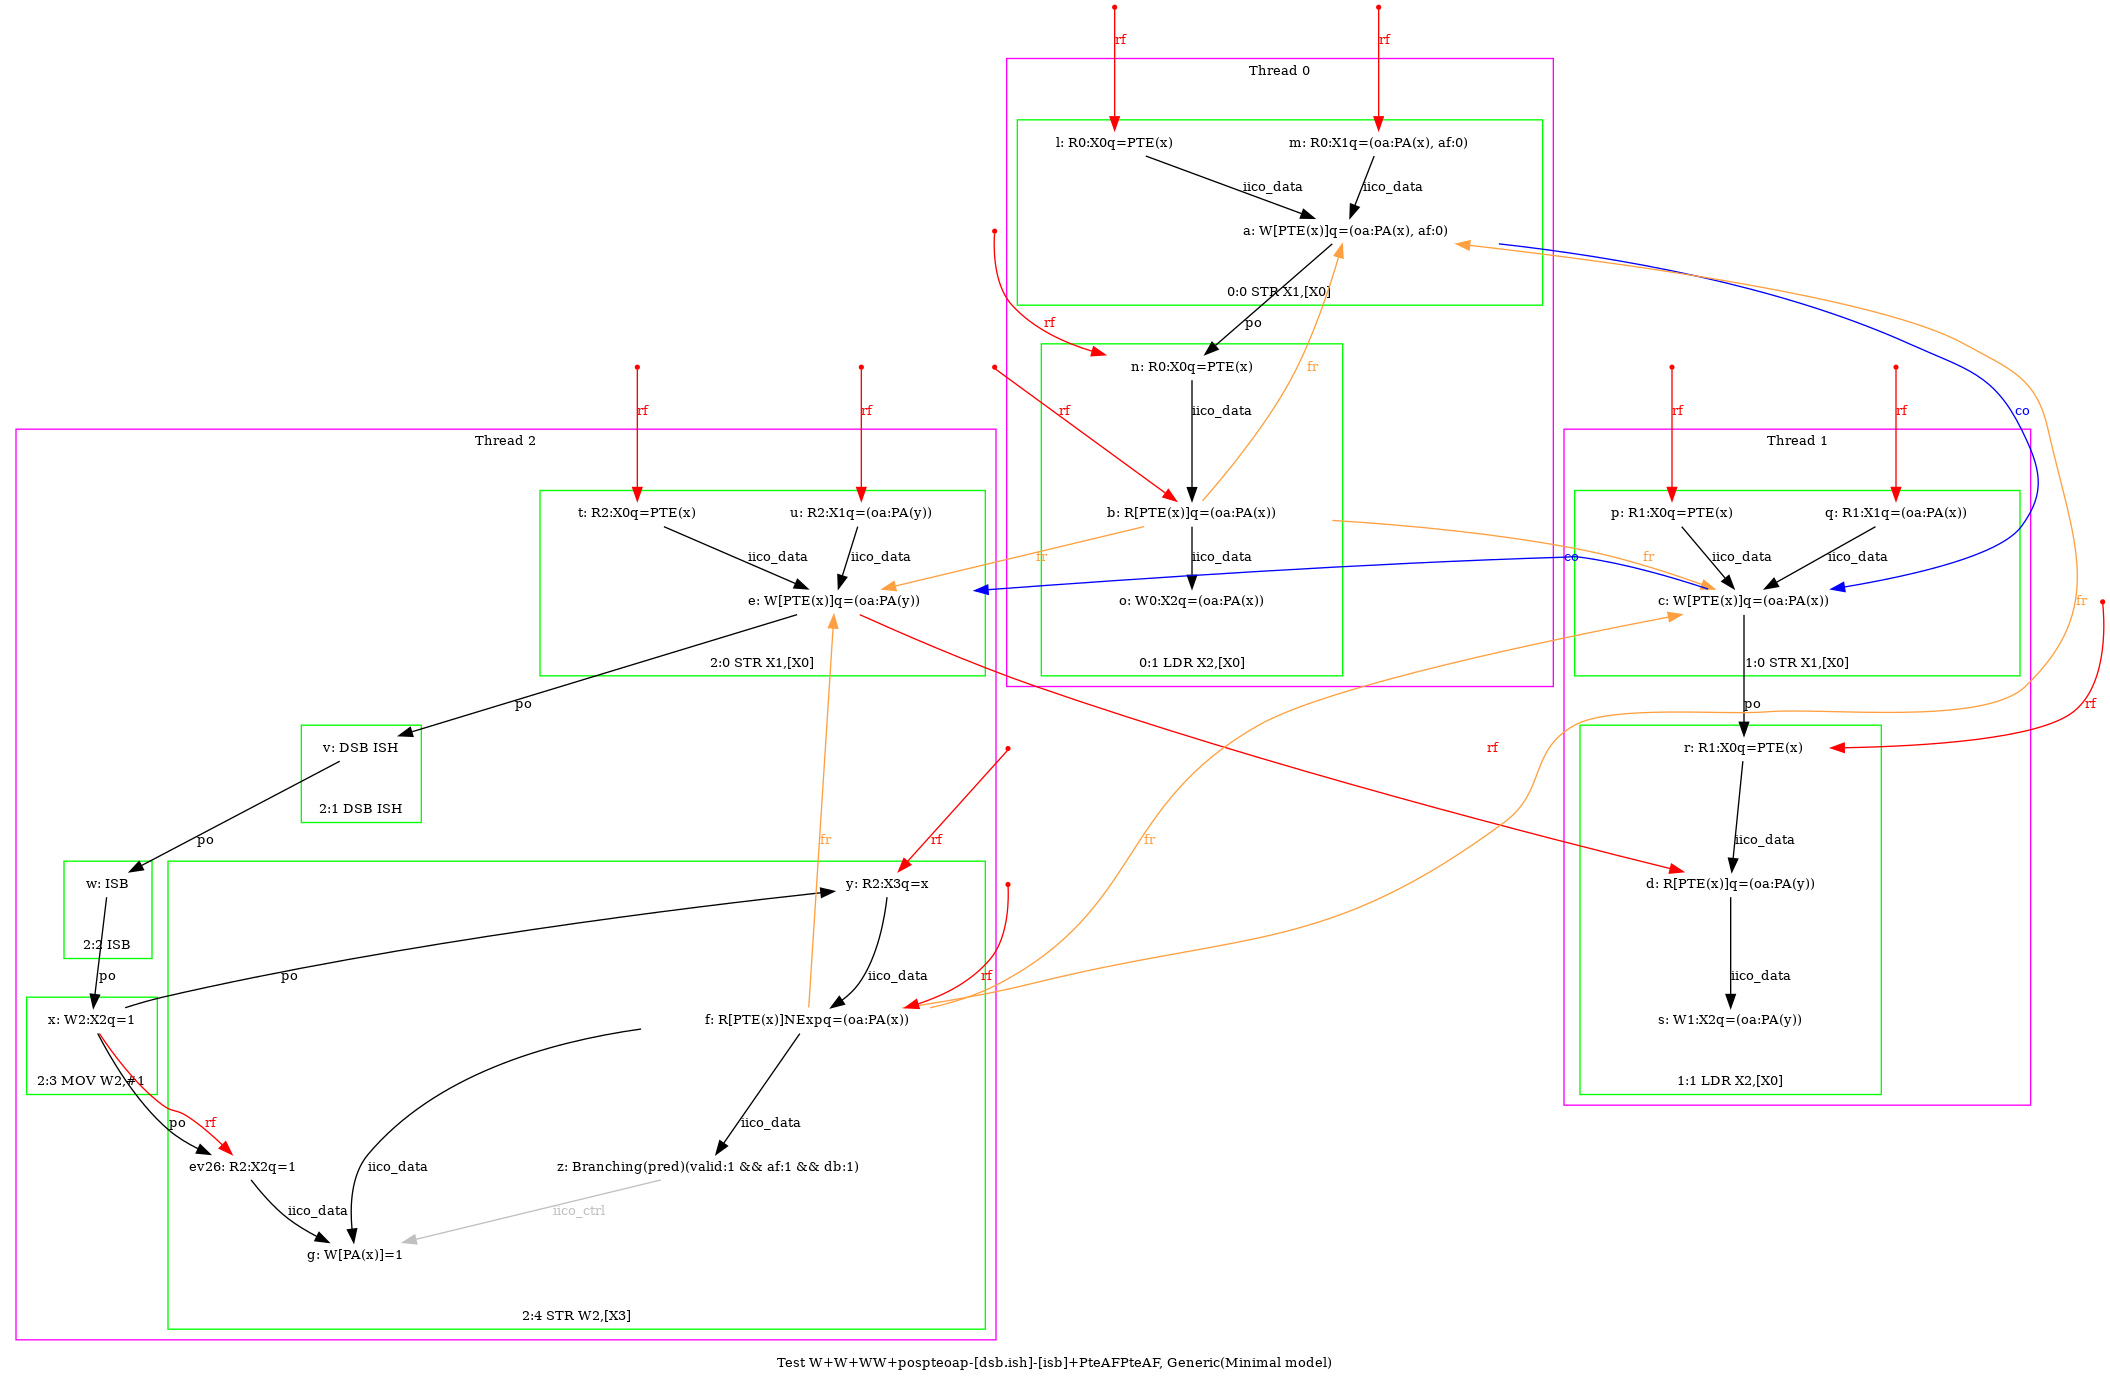 rf
rf
Thread 0
l: R0:X0q=PTE(x)
m: R0:X1q=(oa:PA(x), af:0)
iico_data
iico_data
a: W[PTE(x)]q=(oa:PA(x), af:0)
0:0 STR X1,[X0]
rf
po
n: R0:X0q=PTE(x)
fr
rf
rf
rf
iico_data
rf
rf
co
Thread 2
Thread 1
t: R2:X0q=PTE(x)
u: R2:X1q=(oa:PA(y))
b: R[PTE(x)]q=(oa:PA(x))
p: R1:X0q=PTE(x)
q: R1:X1q=(oa:PA(x))
iico_data
iico_data
fr
iico_data
co
fr
iico_data
iico_data
e: W[PTE(x)]q=(oa:PA(y))
o: W0:X2q=(oa:PA(x))
c: W[PTE(x)]q=(oa:PA(x))
fr
2:0 STR X1,[X0]
0:1 LDR X2,[X0]
1:0 STR X1,[X0]
po
po
rf
v: DSB ISH
rf
r: R1:X0q=PTE(x)
2:1 DSB ISH
po
fr
rf
fr
iico_data
w: ISB
y: R2:X3q=x
d: R[PTE(x)]q=(oa:PA(y))
2:2 ISB
po
po
iico_data
rf
iico_data
x: W2:X2q=1
f: R[PTE(x)]NExpq=(oa:PA(x))
s: W1:X2q=(oa:PA(y))
2:3 MOV W2,#1
1:1 LDR X2,[X0]
po
rf
iico_data
ev26: R2:X2q=1
iico_data
z: Branching(pred)(valid:1 && af:1 && db:1)
iico_data
iico_ctrl
g: W[PA(x)]=1
2:4 STR W2,[X3]
Test W+W+WW+pospteoap-[dsb.ish]-[isb]+PteAFPteAF, Generic(Minimal model)